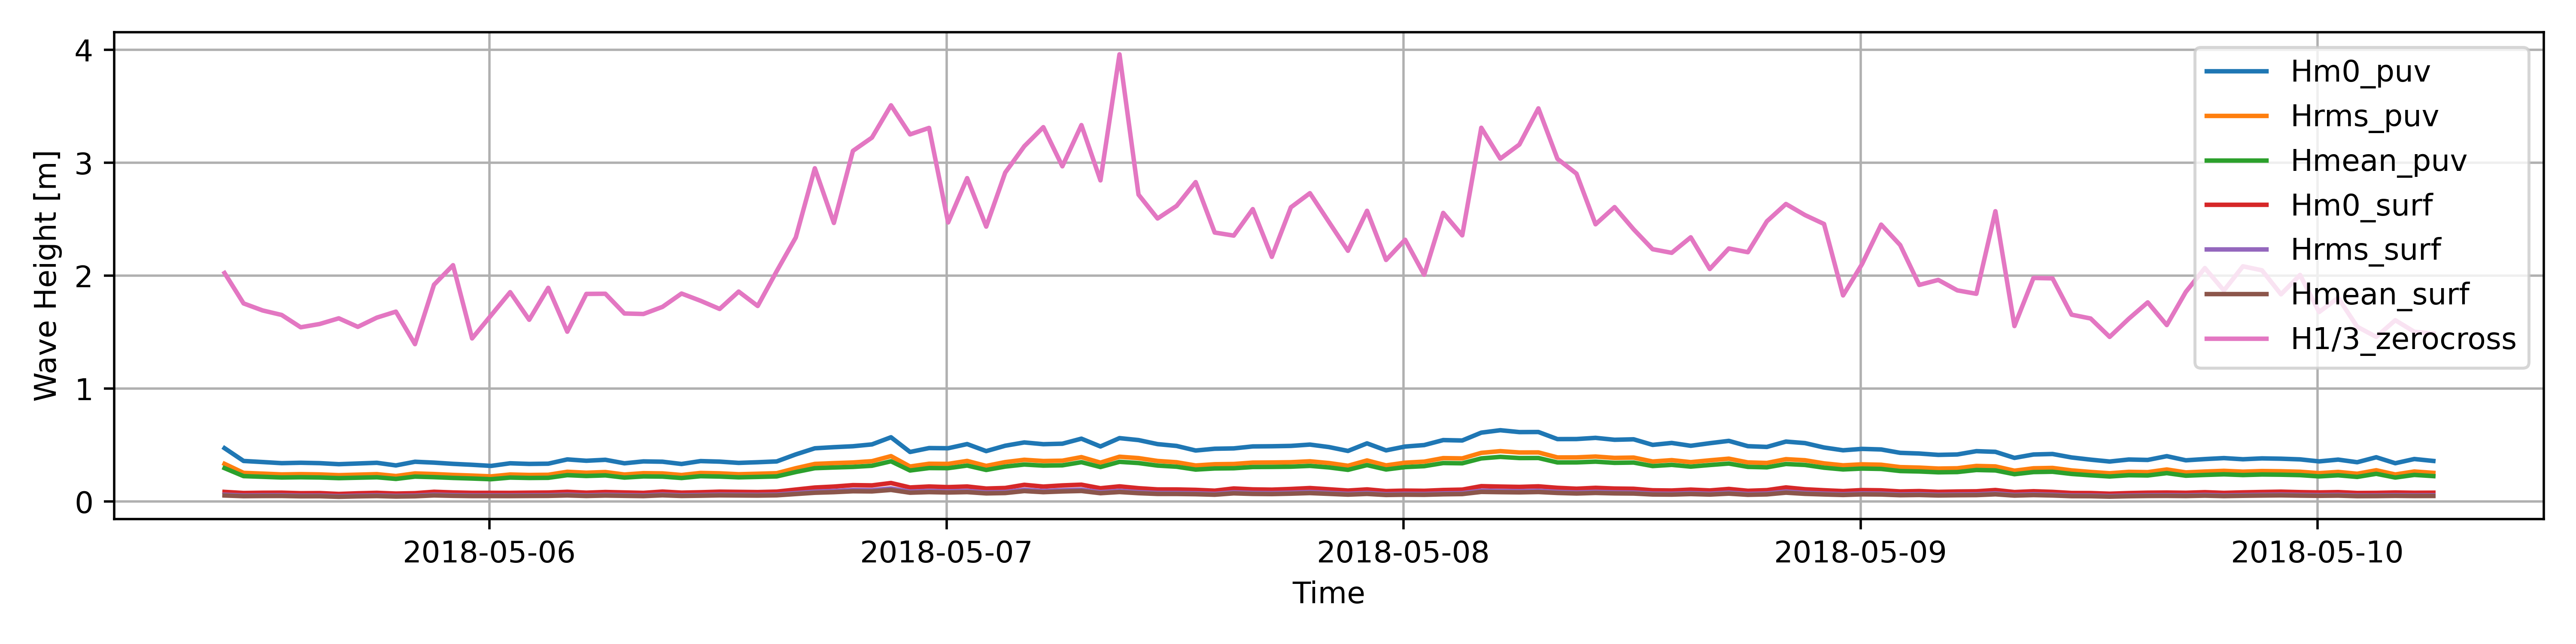 4
3
2
1
0
Wave Height [m]
Hm0_puv
Hrms_puv
Hmean_puv
Hm0_surf
Hrms_surf
Hmean_surf
H1/3_zerocross
2018-05-06
2018-05-07
2018-05-08
2018-05-09
2018-05-10
Time